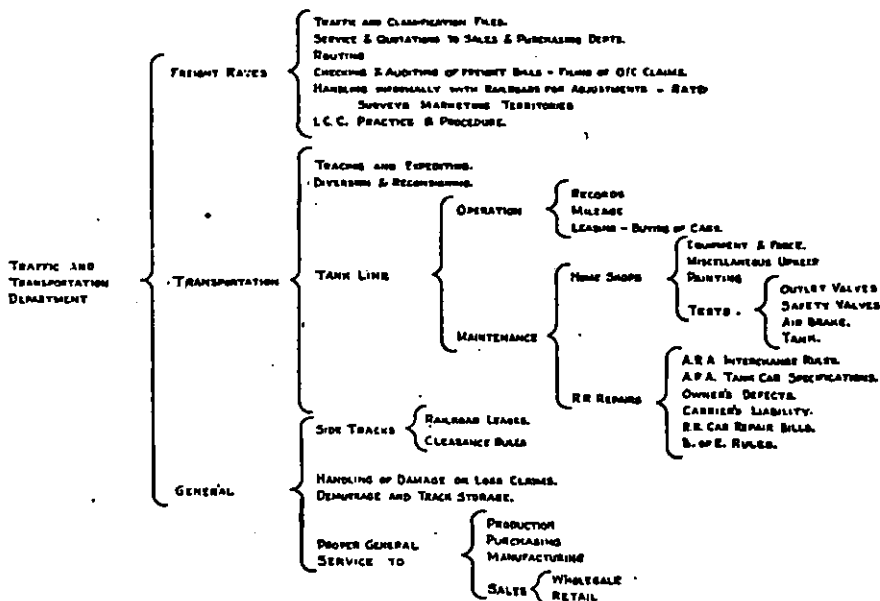 TRAFFIC AND
TRANSPORTATION
DEPARTMENT
FREIGHT RATES
TRAFFIC AND CLASSIFICATION FILES.
SERVICE & QUOTATIONS TO SALES & PURCHASING DEPTS.
ROUTING
CHECKING & AUDITING OF FREIGHT BILLS - FILING OF O/C CLAIMS.
HANDLING INFORMALLY WITH RAILROADS FOR ADJUSTMENTS - RATE
SURVEYS MARKETING TERRITORIES
I.C.C. PRACTICE & PROCEDURE.
TRANSPORTATION
TRACING AND EXPEDITING.
DIVERSION & RECONSIGNING.
TANK LINE
OPERATION
RECORDS
MILEAGE
LEASING - BUYING OF CARS.
MAINTENANCE
HOME SHOPS
EQUIPMENT & FORCE.
MISCELLANEOUS UPKEEP
PAINTING
TESTS.
OUTLET VALVES
SAFETY VALVES
AIR BRAKE.
TANK.
RR REPAIRS
A.R.A. INTERCHANGE RULES.
A.R.A. TANK CAR SPECIFICATIONS.
OWNER'S DEFECTS.
CARRIER'S LIABILITY.
R.R. CAR REPAIR BILLS.
B. OF E. RULES.
GENERAL
SIDE TRACKS
RAILROAD LEASES.
CLEARANCE RULES
HANDLING OF DAMAGE OR LOSS CLAIMS.
DEMURRAGE AND TRACK STORAGE.
PROPER GENERAL
SERVICE TO
PRODUCTION
PURCHASING
MANUFACTURING
SALES
WHOLESALE
RETAIL